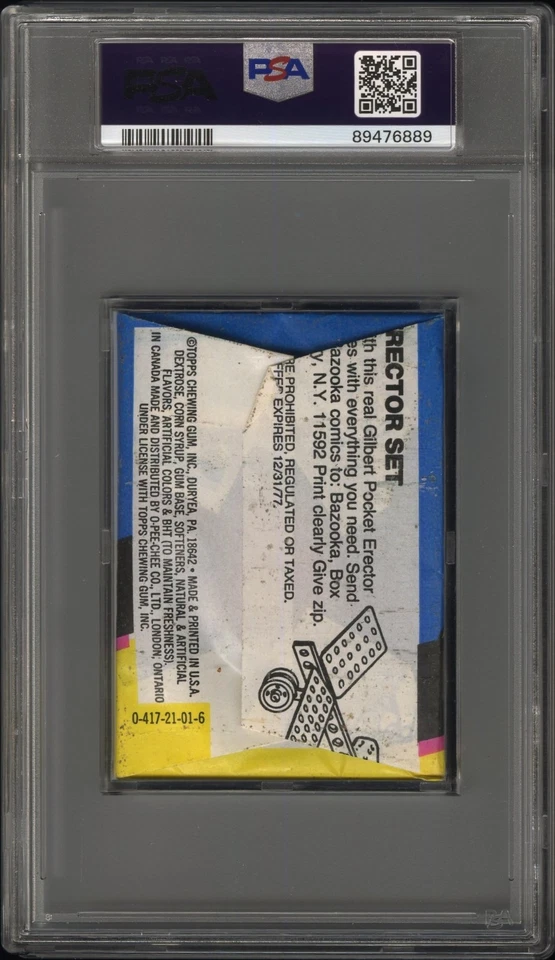 PSA
PSA
89476889
RECTOR SET
th this real Gilbert Pocket Erector
es with everything you need. Send
azooka comics to: Bazooka, Box
y, N.Y. 11592 Print clearly Give zip.
RE PROHIBITED, REGULATED OR TAXED.
EXPIRES 12/31/77.
©TOPPS CHEWING GUM, INC., DURYEA, PA. 18642 • MADE & PRINTED IN U.S.A.
DEXTROSE, CORN SYRUP, GUM BASE, SOFTENERS, NATURAL & ARTIFICIAL
FLAVORS, ARTIFICIAL COLORS & BHT (TO MAINTAIN FRESHNESS).
IN CANADA MADE AND DISTRIBUTED BY O-PEE-CHEE CO., LTD., LONDON, ONTARIO
UNDER LICENSE WITH TOPPS CHEWING GUM, INC.
0-417-21-01-6